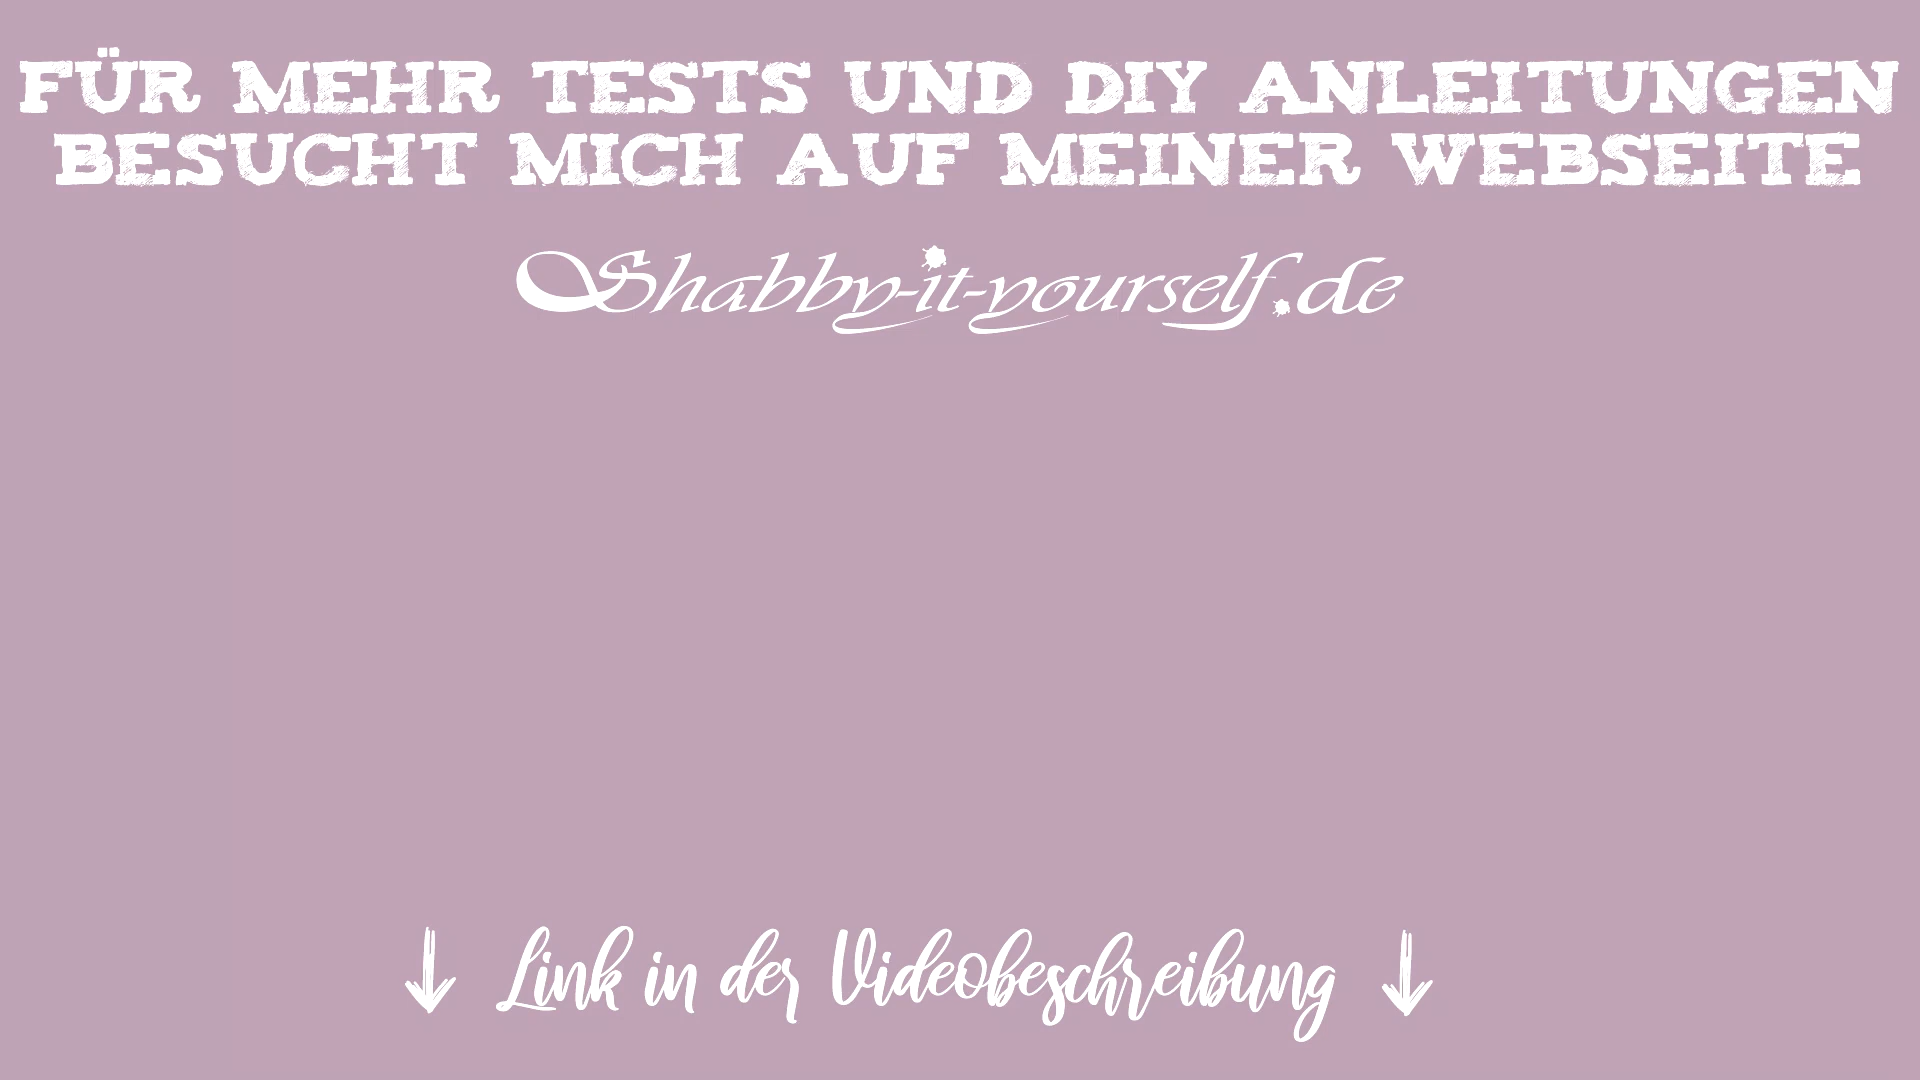 FÜR MEHR TESTS UND DIY ANLEITUNGEN
BESUCHT MICH AUF MEINER WEBSEITE
Shabby-it-yourself.de
↓ Link in der Videobeschreibung ↓